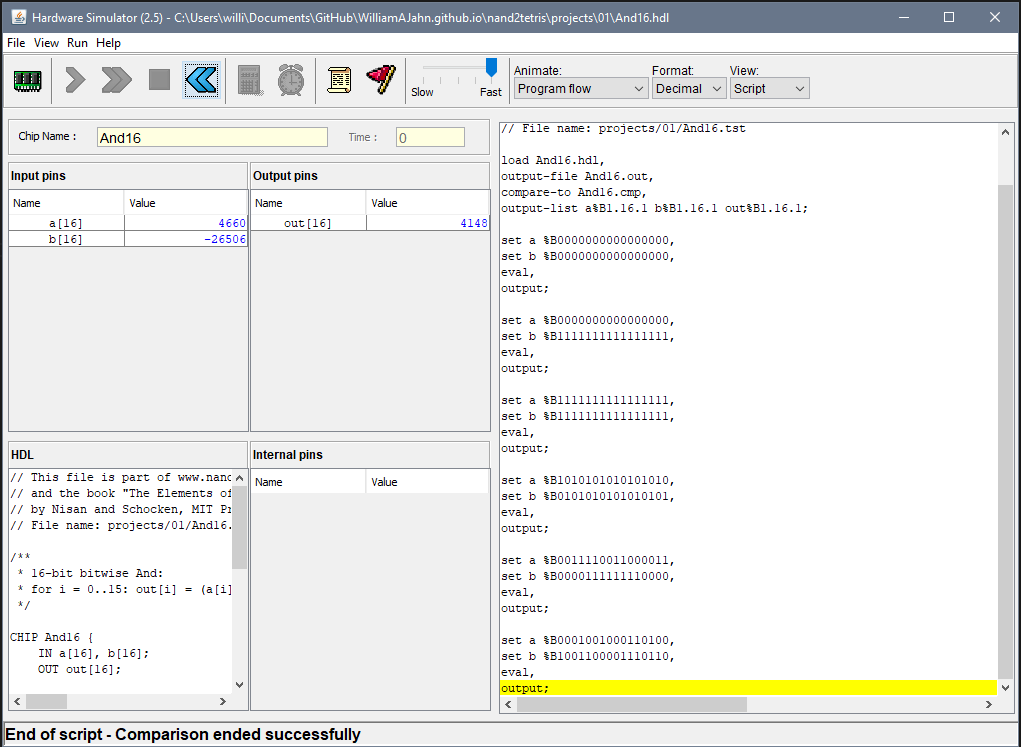 Hardware Simulator (2.5) - C:\Users\willi\Documents\GitHub\WilliamAJahn.github.io\nand2tetris\projects\01\And16.hdl
File View Run Help
Slow Fast
Animate: Format: View:
Program flow Decimal Script
Chip Name : And16 Time : 0
Input pins
Name Value
a[16] 4660
b[16] -26506
Output pins
Name Value
out[16] 4148
HDL
// This file is part of www.nand
// and the book "The Elements of
// by Nisan and Schocken, MIT Pr
// File name: projects/01/And16.
/**
* 16-bit bitwise And:
* for i = 0..15: out[i] = (a[i]
*/
CHIP And16 {
IN a[16], b[16];
OUT out[16];
Internal pins
Name Value
// File name: projects/01/And16.tst
load And16.hdl,
output-file And16.out,
compare-to And16.cmp,
output-list a%B1.16.1 b%B1.16.1 out%B1.16.1;
set a %B0000000000000000,
set b %B0000000000000000,
eval,
output;
set a %B0000000000000000,
set b %B1111111111111111,
eval,
output;
set a %B1111111111111111,
set b %B1111111111111111,
eval,
output;
set a %B1010101010101010,
set b %B0101010101010101,
eval,
output;
set a %B0011110011000011,
set b %B0000111111110000,
eval,
output;
set a %B0001001000110100,
set b %B1001100001110110,
eval,
output;
End of script - Comparison ended successfully